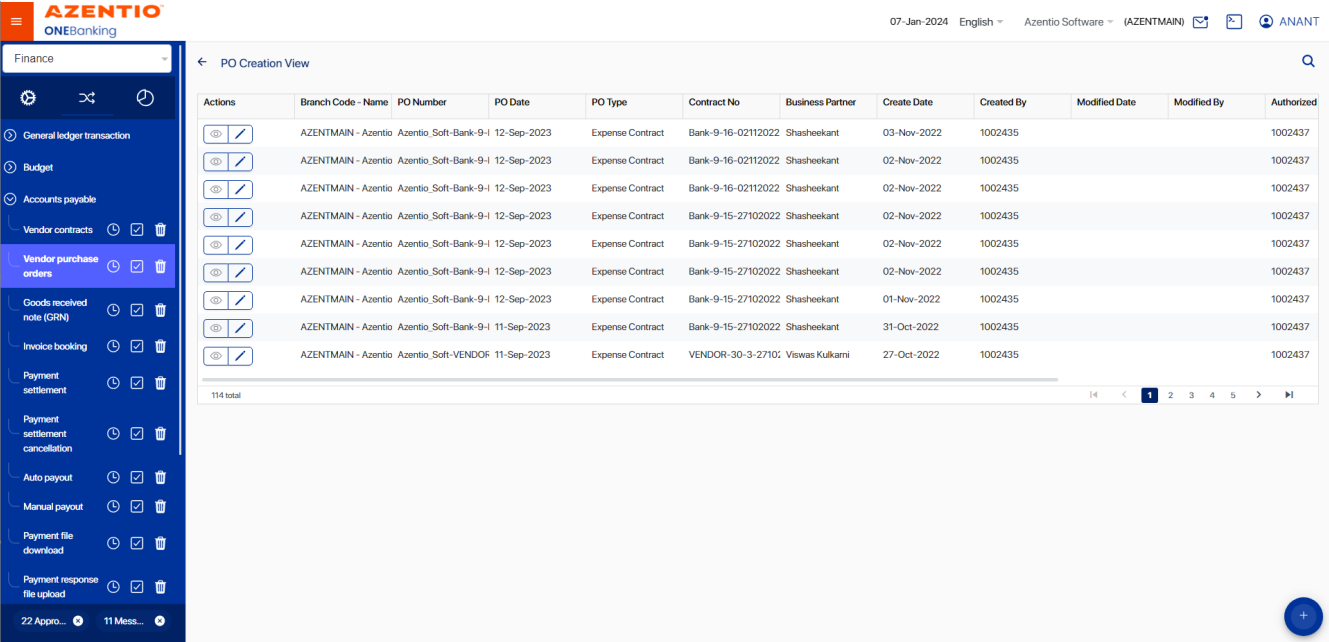 AZENTIO
ONEBanking
07-Jan-2024 English Azentio Software (AZENTMAIN) ANANT
Finance
General ledger transaction
Budget
Accounts payable
Vendor contracts
Vendor purchase
orders
Goods received
note (GRN)
Invoice booking
Payment
settlement
Payment
settlement
cancellation
Auto payout
Manual payout
Payment file
download
Payment response
file upload
22 Appro... 11 Mess...
PO Creation View
Actions Branch Code - Name PO Number PO Date PO Type Contract No Business Partner Create Date Created By Modified Date Modified By Authorized
AZENTMAIN - Azentio Azentio_Soft-Bank-9- 12-Sep-2023 Expense Contract Bank-9-16-02112022 Shasheekant 03-Nov-2022 1002435 1002437
AZENTMAIN - Azentio Azentio_Soft-Bank-9- 12-Sep-2023 Expense Contract Bank-9-16-02112022 Shasheekant 02-Nov-2022 1002435 1002437
AZENTMAIN - Azentio Azentio_Soft-Bank-9- 12-Sep-2023 Expense Contract Bank-9-16-02112022 Shasheekant 02-Nov-2022 1002435 1002437
AZENTMAIN - Azentio Azentio_Soft-Bank-9- 12-Sep-2023 Expense Contract Bank-9-15-27102022 Shasheekant 02-Nov-2022 1002435 1002437
AZENTMAIN - Azentio Azentio_Soft-Bank-9- 12-Sep-2023 Expense Contract Bank-9-15-27102022 Shasheekant 02-Nov-2022 1002435 1002437
AZENTMAIN - Azentio Azentio_Soft-Bank-9- 12-Sep-2023 Expense Contract Bank-9-15-27102022 Shasheekant 02-Nov-2022 1002435 1002437
AZENTMAIN - Azentio Azentio_Soft-Bank-9- 12-Sep-2023 Expense Contract Bank-9-15-27102022 Shasheekant 01-Nov-2022 1002435 1002437
AZENTMAIN - Azentio Azentio_Soft-Bank-9- 11-Sep-2023 Expense Contract Bank-9-15-27102022 Shasheekant 31-Oct-2022 1002435 1002437
AZENTMAIN - Azentio Azentio_Soft-VENDOR 11-Sep-2023 Expense Contract VENDOR-30-3-2710 Viswas Kulkarni 27-Oct-2022 1002435 1002437
114 total 1 2 3 4 5